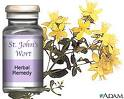 St. John's
Wort
Herbal
Remedy
ADAM.